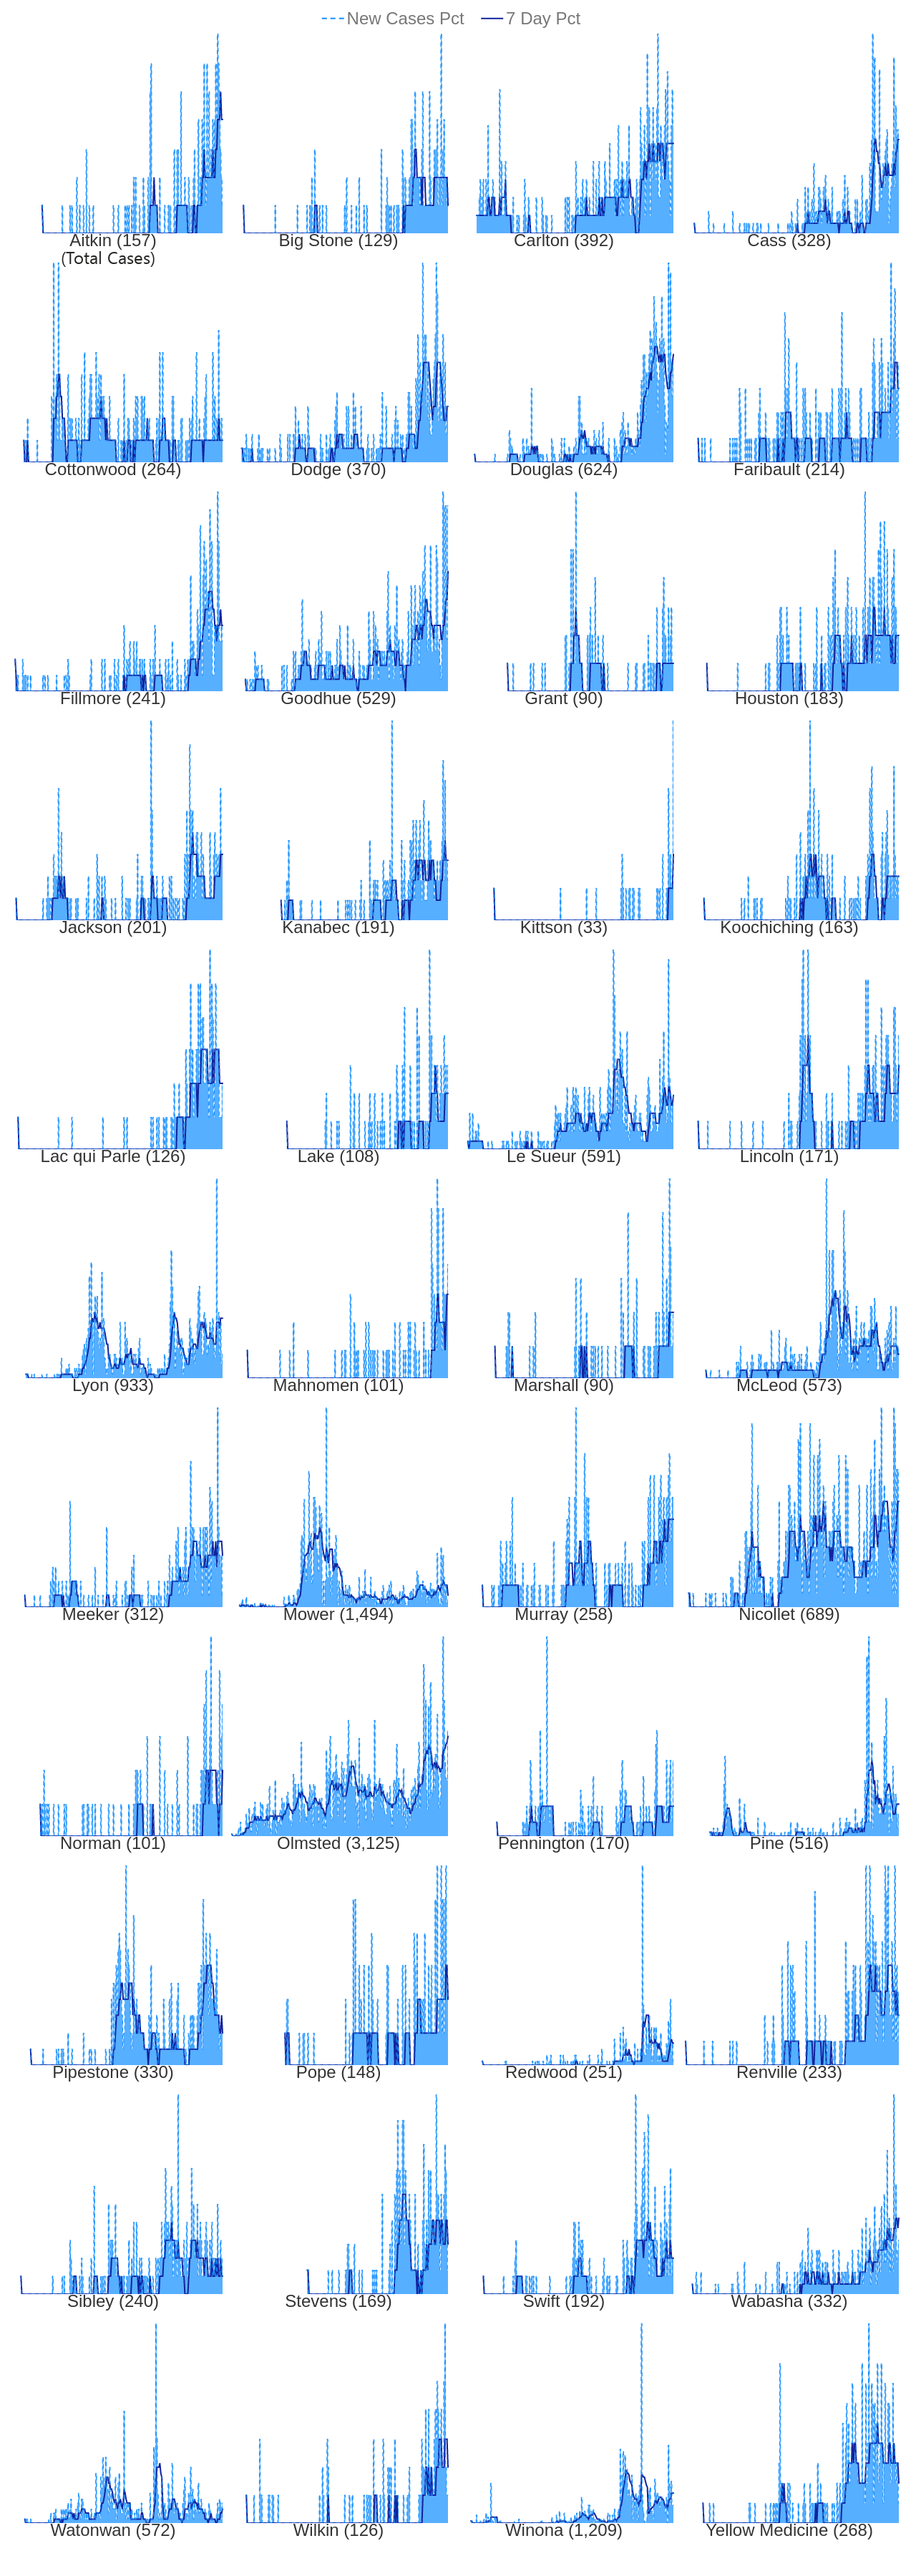 New Cases Pct 7 Day Pct
Aitkin (157) Big Stone (129) Carlton (392) Cass (328)
(Total Cases)
Cottonwood (264) Dodge (370) Douglas (624) Faribault (214)
Fillmore (241) Goodhue (529) Grant (90) Houston (183)
Jackson (201) Kanabec (191) Kittson (33) Koochiching (163)
Lac qui Parle (126) Lake (108) Le Sueur (591) Lincoln (171)
Lyon (933) Mahnomen (101) Marshall (90) McLeod (573)
Meeker (312) Mower (1,494) Murray (258) Nicollet (689)
Norman (101) Olmsted (3,125) Pennington (170) Pine (516)
Pipestone (330) Pope (148) Redwood (251) Renville (233)
Sibley (240) Stevens (169) Swift (192) Wabasha (332)
Watonwan (572) Wilkin (126) Winona (1,209) Yellow Medicine (268)